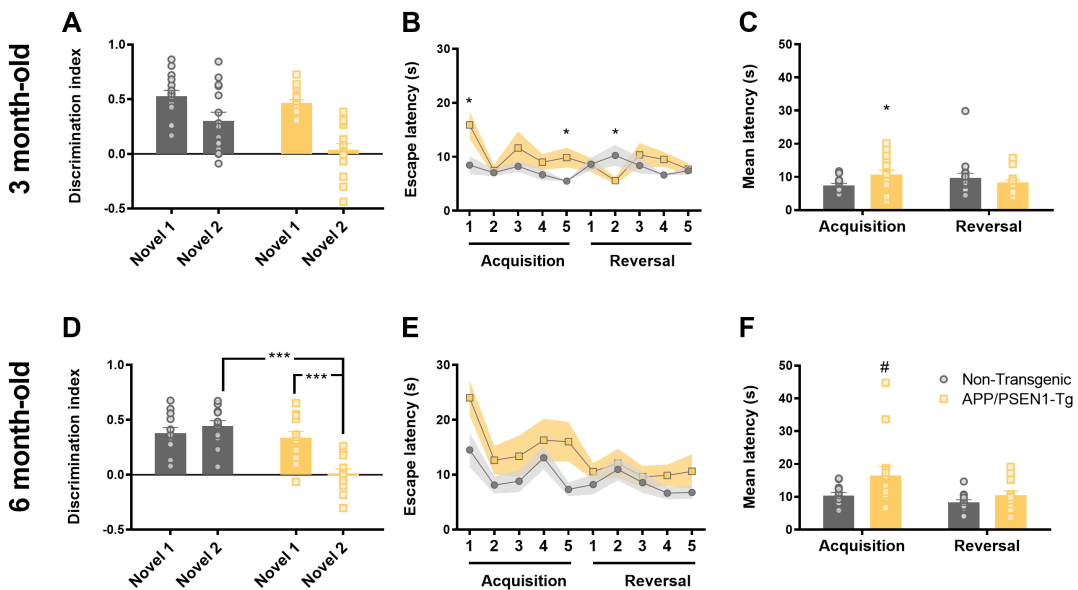 A
B
C
3 month-old
Discrimination index
1.0
0.5
0.0
-0.5
Novel 1
Novel 2
Novel 1
Novel 2
Escape latency (s)
30
20
10
0
*
*
*
1 2 3 4 5 1 2 3 4 5
Acquisition
Reversal
Mean latency (s)
50
40
30
20
10
0
*
Acquisition
Reversal
D
E
F
6 month-old
Discrimination index
1.0
0.5
0.0
-0.5
***
***
Novel 1
Novel 2
Novel 1
Novel 2
Escape latency (s)
30
20
10
0
1 2 3 4 5 1 2 3 4 5
Acquisition
Reversal
Mean latency (s)
50
40
30
20
10
0
#
Non-Transgenic
APP/PSEN1-Tg
Acquisition
Reversal